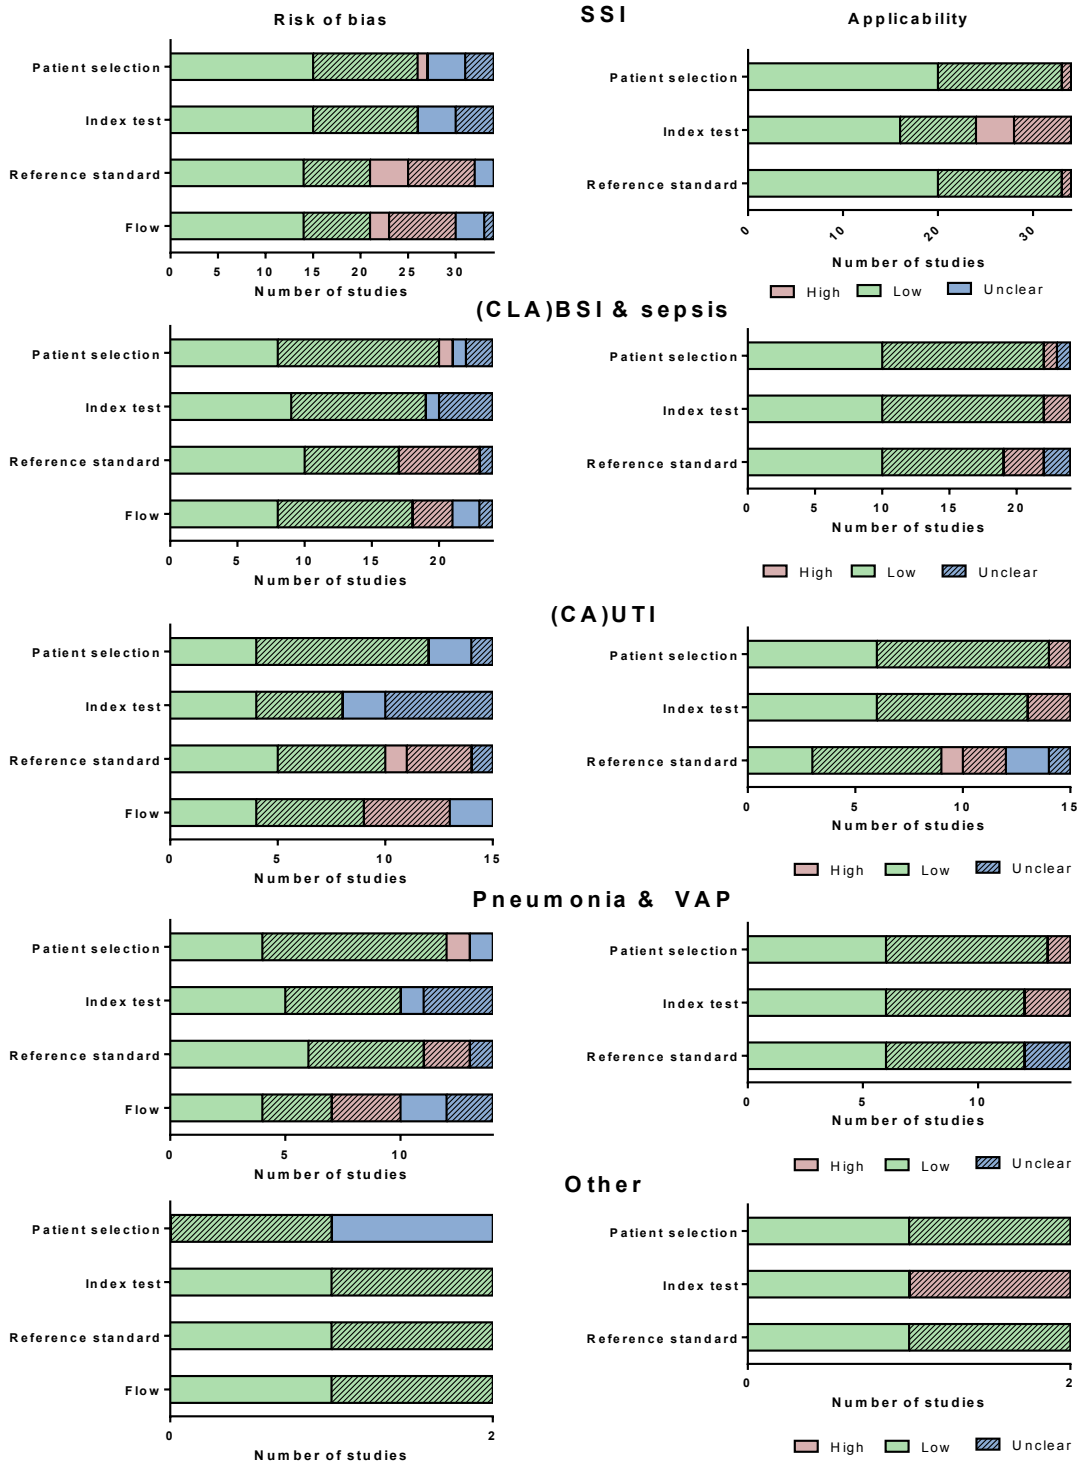 SSI
Risk of bias
Patient selection
Index test
Reference standard
Flow
0 5 10 15 20 25 30
Number of studies
Applicability
Patient selection
Index test
Reference standard
0 10 20 30
Number of studies
High Low Unclear
(CLA)BSI & sepsis
Patient selection
Index test
Reference standard
Flow
0 5 10 15 20
Number of studies
Patient selection
Index test
Reference standard
0 5 10 15 20
Number of studies
High Low Unclear
(CA)UTI
Patient selection
Index test
Reference standard
Flow
0 5 10 15
Number of studies
Patient selection
Index test
Reference standard
0 5 10 15
Number of studies
High Low Unclear
Pneumonia & VAP
Patient selection
Index test
Reference standard
Flow
0 5 10
Number of studies
Patient selection
Index test
Reference standard
0 5 10
Number of studies
High Low Unclear
Other
Patient selection
Index test
Reference standard
Flow
0 2
Number of studies
Patient selection
Index test
Reference standard
0 2
Number of studies
High Low Unclear